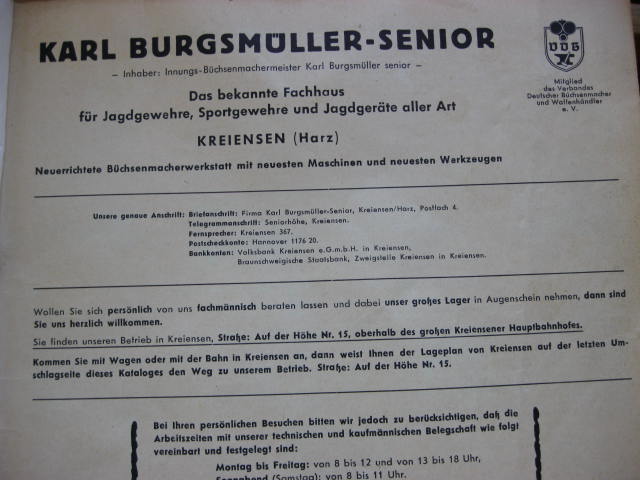 KARL BURGSMÜLLER-SENIOR
– Inhaber: Innungs-Büchsenmachermeister Karl Burgsmüller senior –
Das bekannte Fachhaus
für Jagdgewehre, Sportgewehre und Jagdgeräte aller Art
KREIENSEN (Harz)
VDB
Mitglied
des Verbandes
Deutscher Büchsenmacher
und Waffenhändler
e. V.
Neuerrichtete Büchsenmacherwerkstatt mit neuesten Maschinen und neuesten Werkzeugen
Unsere genaue Anschrift: Briefanschrift: Firma Karl Burgsmüller-Senior, Kreiensen/Harz, Postfach 4.
Telegrammanschrift: Seniorhöhe, Kreiensen.
Fernsprecher: Kreiensen 367.
Postscheckkonto: Hannover 1176 20.
Bankkonten: Volksbank Kreiensen e.G.m.b.H. in Kreiensen,
Braunschweigische Staatsbank, Zweigstelle Kreiensen in Kreiensen.
Wollen Sie sich persönlich von uns fachmännisch beraten lassen und dabei unser großes Lager in Augenschein nehmen, dann sind
Sie uns herzlich willkommen.
Sie finden unseren Betrieb in Kreiensen, Straße: Auf der Höhe Nr. 15, oberhalb des großen Kreiensener Hauptbahnhofes.
Kommen Sie mit Wagen oder mit der Bahn in Kreiensen an, dann weist Ihnen der Lageplan von Kreiensen auf der letzten Um-
schlagseite dieses Kataloges den Weg zu unserem Betrieb. Straße: Auf der Höhe Nr. 15.
Bei Ihren persönlichen Besuchen bitten wir jedoch zu berücksichtigen, daß die
Arbeitszeiten mit unserer technischen und kaufmännischen Belegschaft wie folgt
vereinbart und festgelegt sind:
Montag bis Freitag: von 8 bis 12 und von 13 bis 18 Uhr,
Sonnabend (Samstag): von 8 bis 11 Uhr.